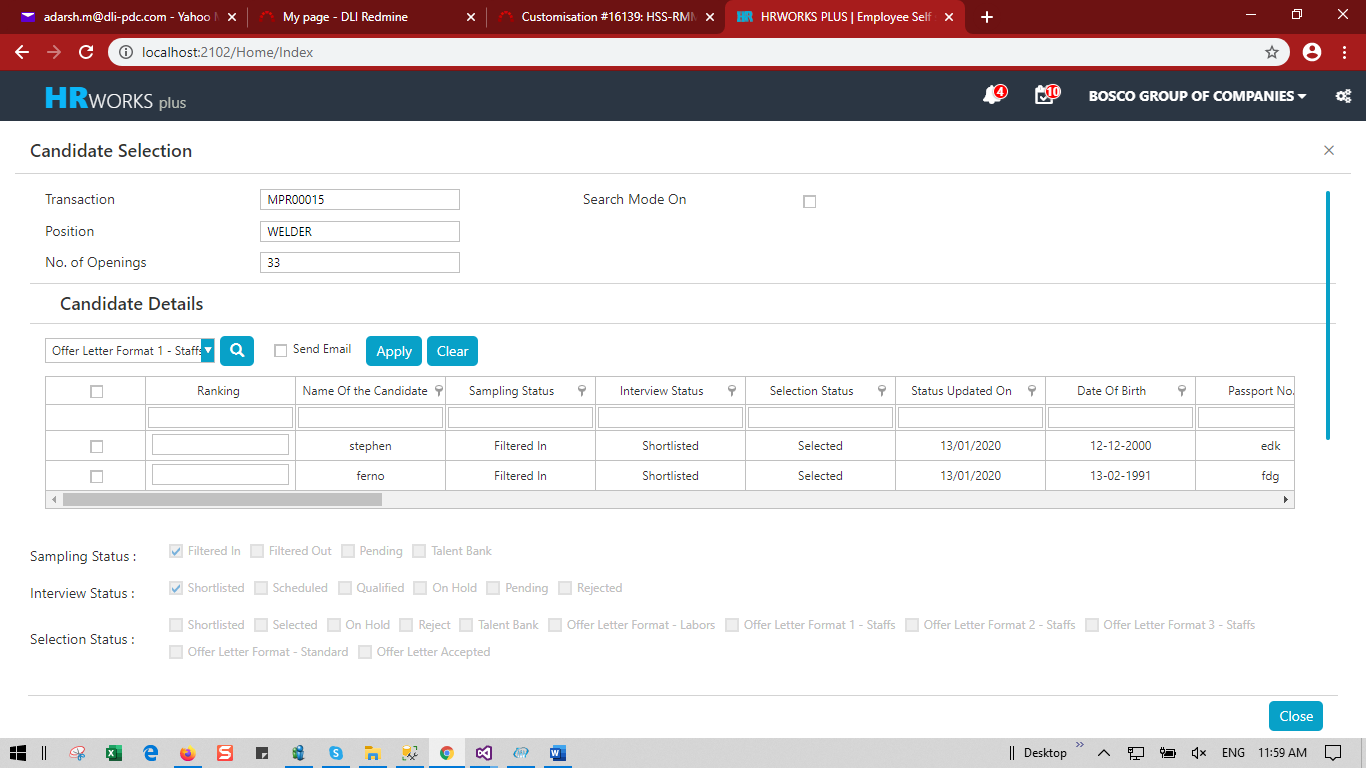 adarsh.m@dli-pdc.com - Yahoo M
My page - DLI Redmine
Customisation #16139: HSS-RMM
HRWORKS PLUS | Employee Self
localhost:2102/Home/Index
HRWORKS plus
4
10
BOSCO GROUP OF COMPANIES
Candidate Selection
Transaction MPR00015 Search Mode On
Position WELDER
No. of Openings 33
Candidate Details
Offer Letter Format 1 - Staffs Send Email Apply Clear
Ranking Name Of the Candidate Sampling Status Interview Status Selection Status Status Updated On Date Of Birth Passport No.
stephen Filtered In Shortlisted Selected 13/01/2020 12-12-2000 edk
ferno Filtered In Shortlisted Selected 13/01/2020 13-02-1991 fdg
Sampling Status : Filtered In Filtered Out Pending Talent Bank
Interview Status : Shortlisted Scheduled Qualified On Hold Pending Rejected
Selection Status : Shortlisted Selected On Hold Reject Talent Bank Offer Letter Format - Labors Offer Letter Format 1 - Staffs Offer Letter Format 2 - Staffs Offer Letter Format 3 - Staffs
Offer Letter Format - Standard Offer Letter Accepted
Close
Desktop ENG 11:59 AM